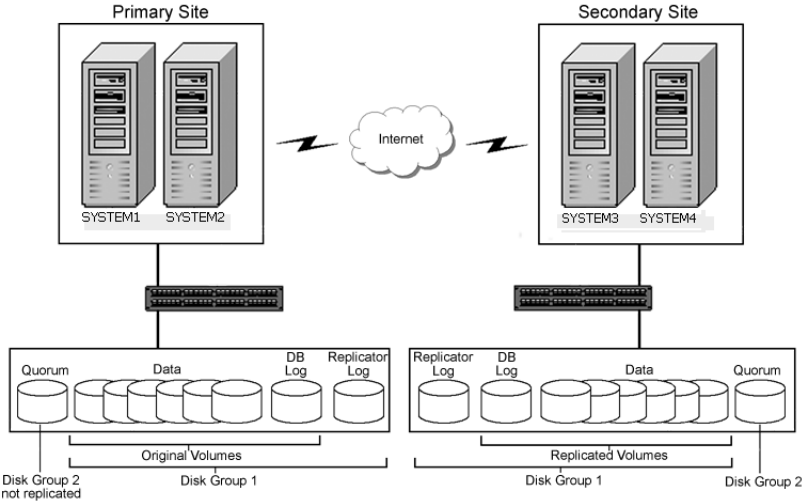 Primary Site
Secondary Site
Internet
SYSTEM1 SYSTEM2
SYSTEM3 SYSTEM4
Quorum
Data
DB
Log
Replicator
Log
Replicator
Log
DB
Log
Data
Quorum
Original Volumes
Replicated Volumes
Disk Group 2
not replicated
Disk Group 1
Disk Group 1
Disk Group 2